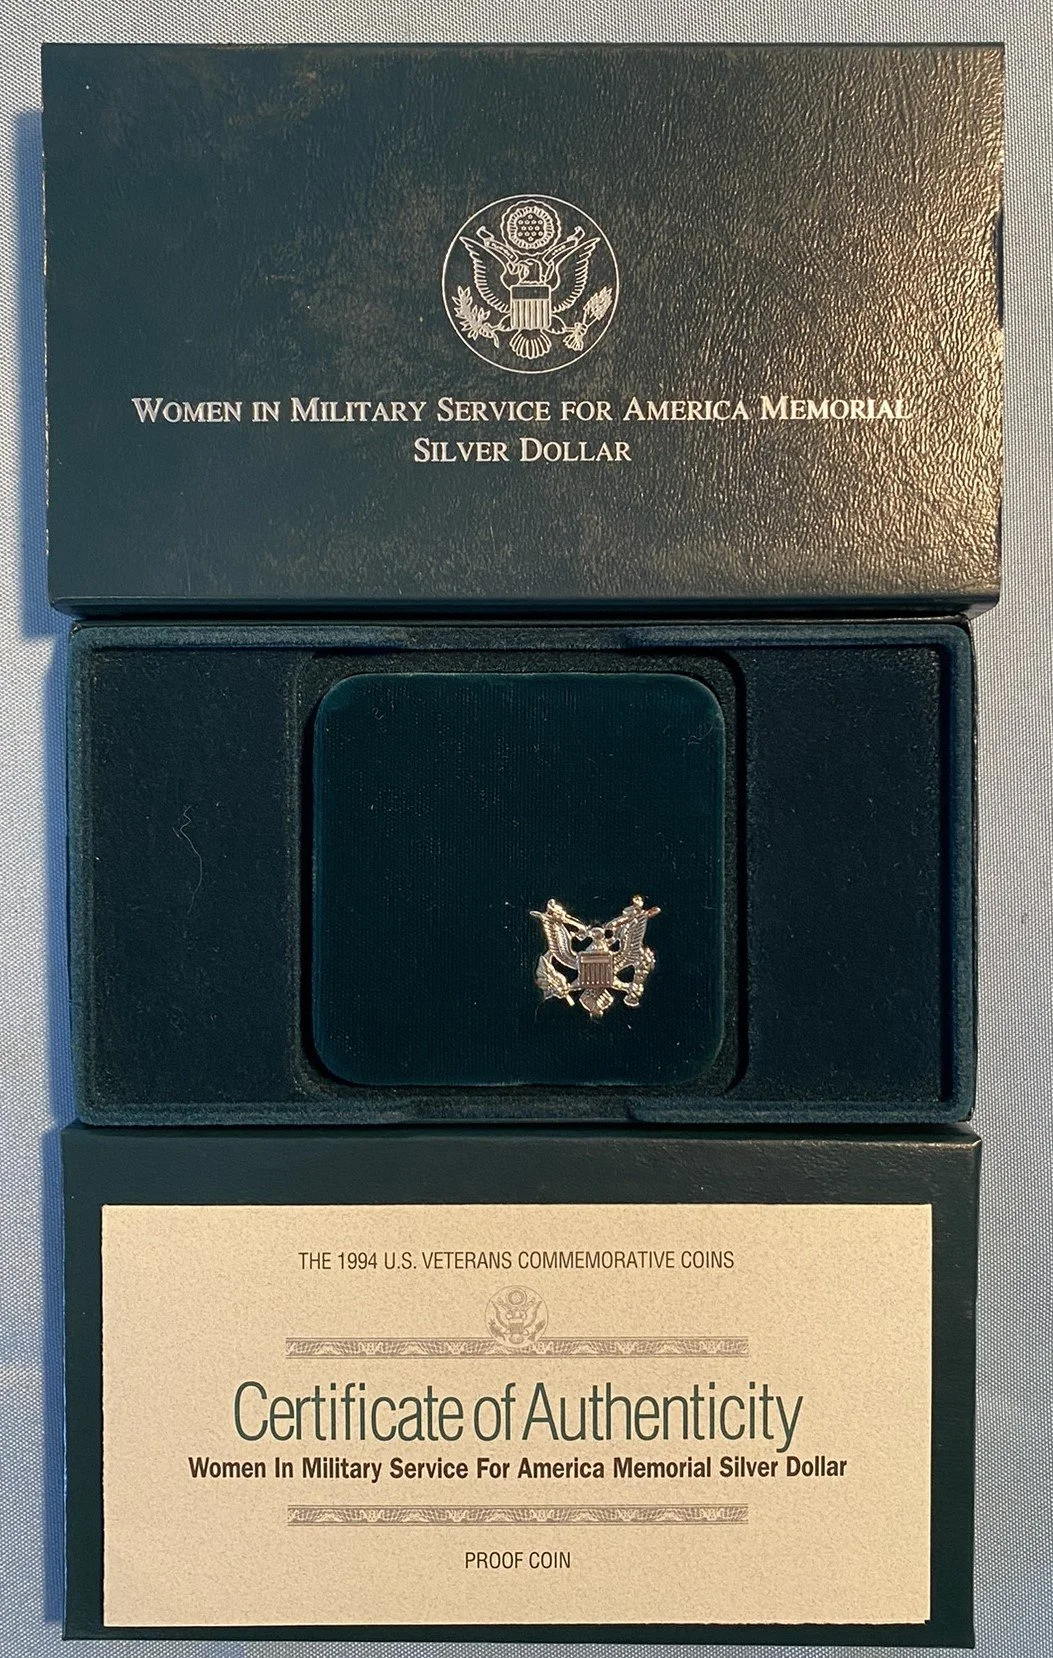 WOMEN IN MILITARY SERVICE FOR AMERICA MEMORIAL
SILVER DOLLAR
THE 1994 U.S. VETERANS COMMEMORATIVE COINS
Certificate of Authenticity
Women In Military Service For America Memorial Silver Dollar
PROOF COIN